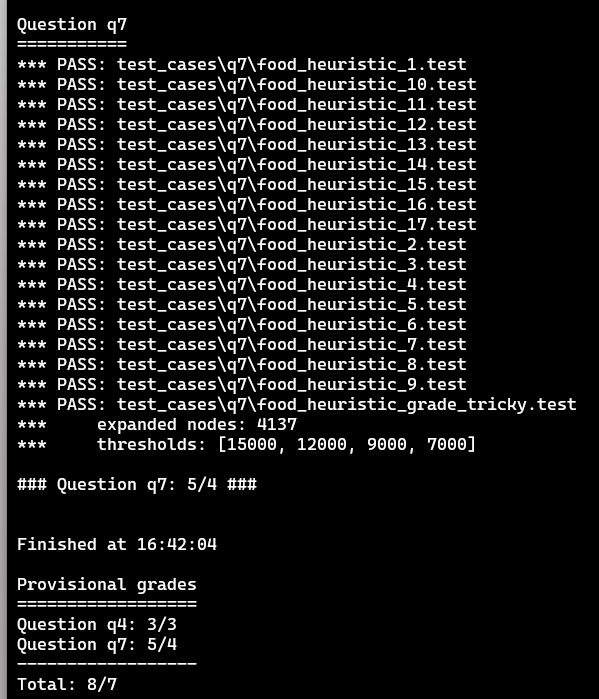 Question q7
===========
*** PASS: test_cases\q7\food_heuristic_1.test
*** PASS: test_cases\q7\food_heuristic_10.test
*** PASS: test_cases\q7\food_heuristic_11.test
*** PASS: test_cases\q7\food_heuristic_12.test
*** PASS: test_cases\q7\food_heuristic_13.test
*** PASS: test_cases\q7\food_heuristic_14.test
*** PASS: test_cases\q7\food_heuristic_15.test
*** PASS: test_cases\q7\food_heuristic_16.test
*** PASS: test_cases\q7\food_heuristic_17.test
*** PASS: test_cases\q7\food_heuristic_2.test
*** PASS: test_cases\q7\food_heuristic_3.test
*** PASS: test_cases\q7\food_heuristic_4.test
*** PASS: test_cases\q7\food_heuristic_5.test
*** PASS: test_cases\q7\food_heuristic_6.test
*** PASS: test_cases\q7\food_heuristic_7.test
*** PASS: test_cases\q7\food_heuristic_8.test
*** PASS: test_cases\q7\food_heuristic_9.test
*** PASS: test_cases\q7\food_heuristic_grade_tricky.test
***     expanded nodes: 4137
***     thresholds: [15000, 12000, 9000, 7000]
### Question q7: 5/4 ###
Finished at 16:42:04
Provisional grades
==================
Question q4: 3/3
Question q7: 5/4
------------------
Total: 8/7